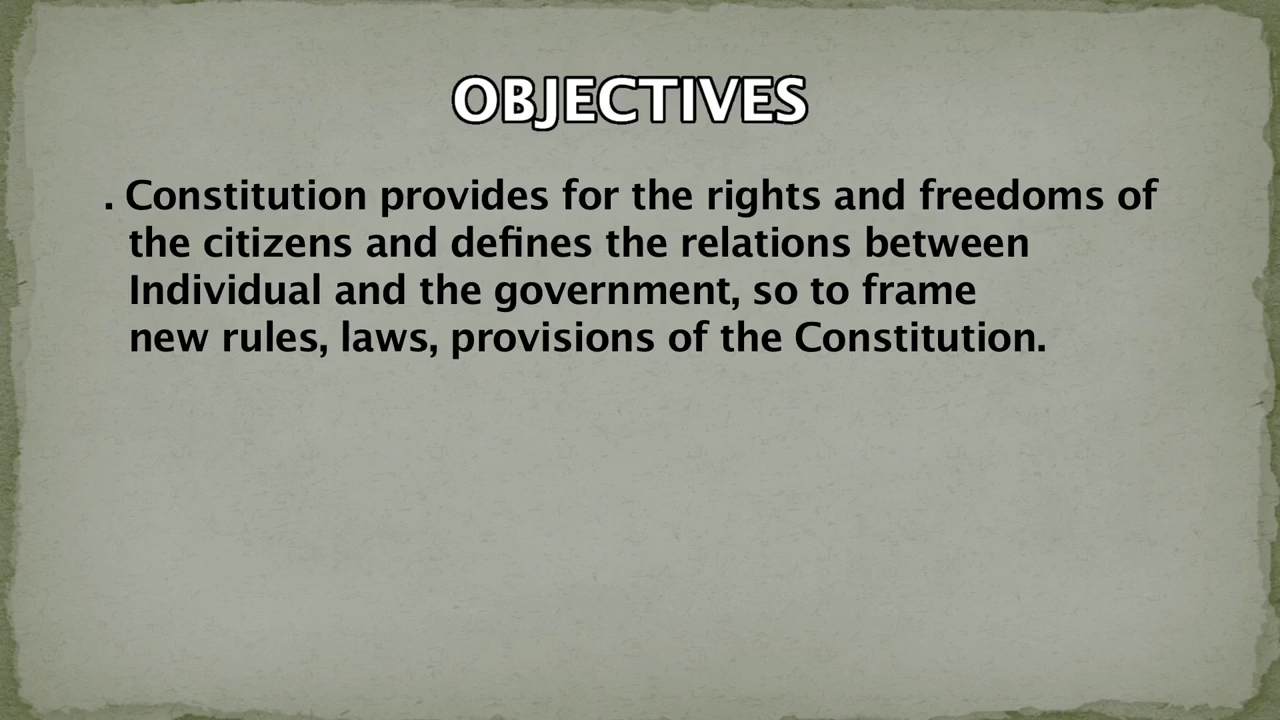 OBJECTIVES
. Constitution provides for the rights and freedoms of
the citizens and defines the relations between
Individual and the government, so to frame
new rules, laws, provisions of the Constitution.